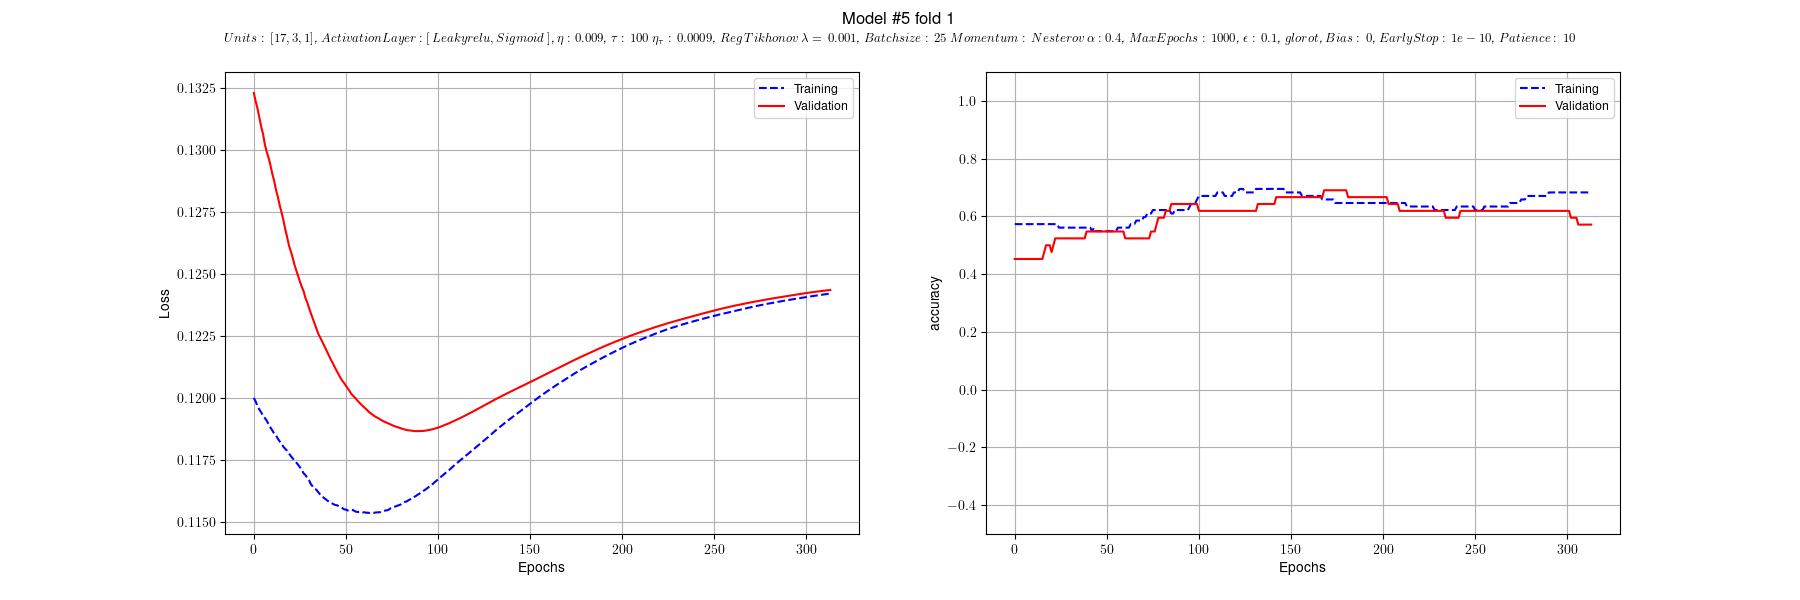 Model #5 fold 1
Units : [17, 3, 1], ActivationLayer : [ Leakyrelu, Sigmoid ], η : 0.009, τ : 100 ητ : 0.0009, RegTikhonov λ = 0.001, Batchsize : 25 Momentum : Nesterov α : 0.4, MaxEpochs : 1000, ϵ : 0.1, glorot, Bias : 0, EarlyStop : 1e − 10, Patience : 10
0.1325
0.1300
0.1275
0.1250
0.1225
0.1200
0.1175
0.1150
Loss
0 50 100 150 200 250 300
Epochs
Training
Validation
1.0
0.8
0.6
0.4
0.2
0.0
−0.2
−0.4
accuracy
0 50 100 150 200 250 300
Epochs
Training
Validation